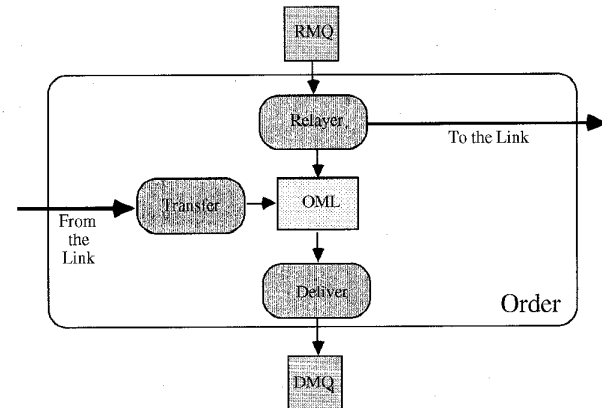 RMQ
Relayer
To the Link
Transfer
OML
From
the
Link
Deliver
Order
DMQ